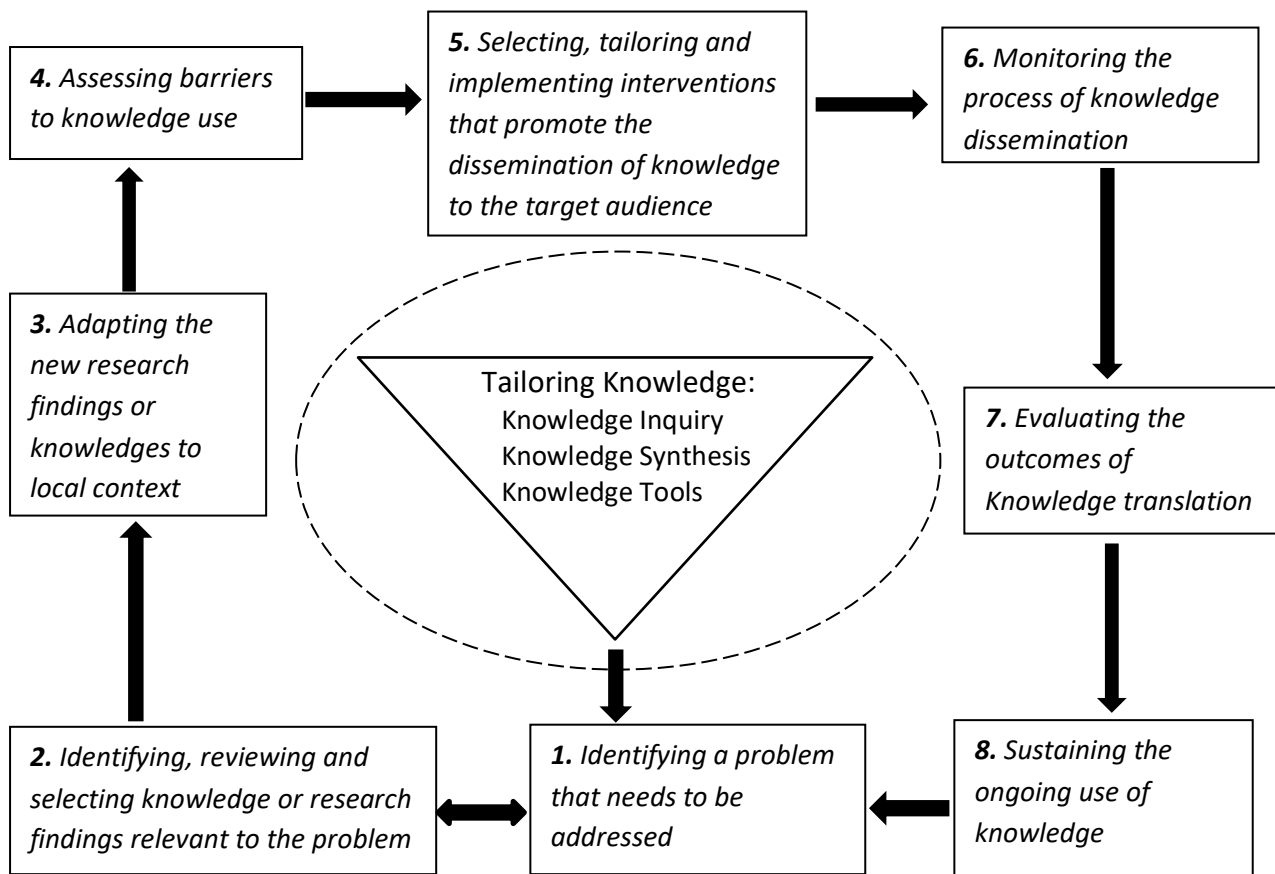 4. Assessing barriers
to knowledge use
5. Selecting, tailoring and
implementing interventions
that promote the
dissemination of knowledge
to the target audience
6. Monitoring the
process of knowledge
dissemination
3. Adapting the
new research
findings or
knowledges to
local context
Tailoring Knowledge:
Knowledge Inquiry
Knowledge Synthesis
Knowledge Tools
7. Evaluating the
outcomes of
Knowledge translation
2. Identifying, reviewing and
selecting knowledge or research
findings relevant to the problem
1. Identifying a problem
that needs to be
addressed
8. Sustaining the
ongoing use of
knowledge